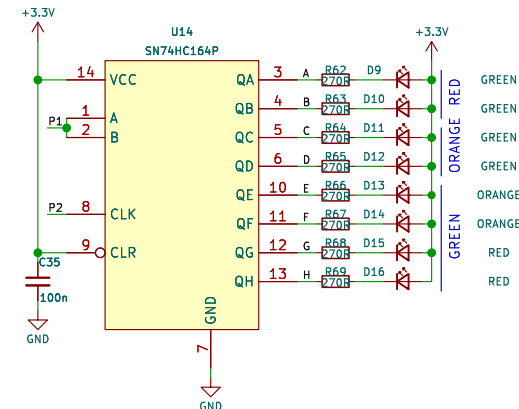 +3.3V
+3.3V
U14
SN74HC164P
14 VCC QA 3 A R62 270R D9 GREEN
P1 1 A QB 4 B R63 270R D10 GREEN
2 B QC 5 C R64 270R D11 GREEN
QD 6 D R65 270R D12 GREEN
QE 10 E R66 270R D13 ORANGE
P2 8 CLK QF 11 F R67 270R D14 ORANGE
9 CLR QG 12 G R68 270R D15 RED
QH 13 H R69 270R D16 RED
RED
ORANGE
GREEN
C35
100n
GND
GND
7
GND